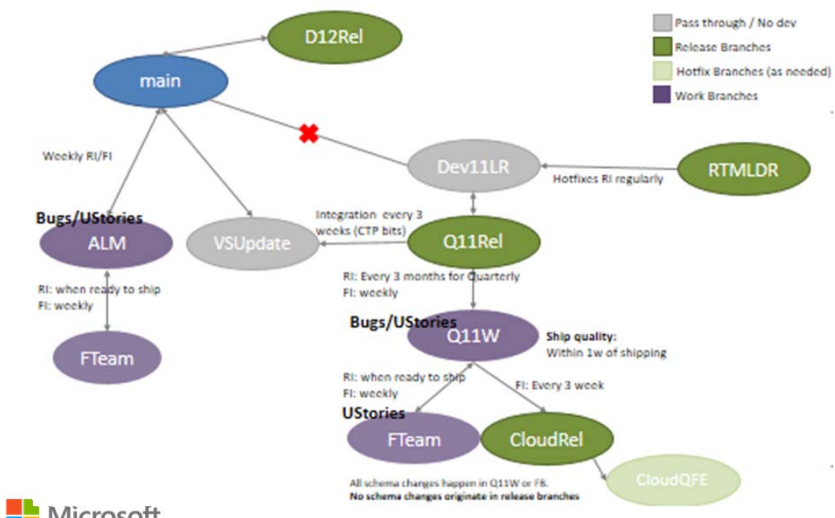 D12Rel
main
Pass through / No dev
Release Branches
Hotfix Branches (as needed)
Work Branches
Weekly RI/FI
Dev11LR
Hotfixes RI regularly
RTMLDR
Bugs/UStories
ALM
VSUpdate
Integration every 3
weeks (CTP bits)
Q11Rel
RI: when ready to ship
FI: weekly
RI: Every 3 months for Quarterly
FI: weekly
FTeam
Bugs/UStories
Q11W
Ship quality:
Within 1w of shipping
RI: when ready to ship
FI: weekly
FI: Every 3 week
UStories
FTeam
CloudRel
CloudQFE
All schema changes happen in Q11W or FB.
No schema changes originate in release branches
Microsoft